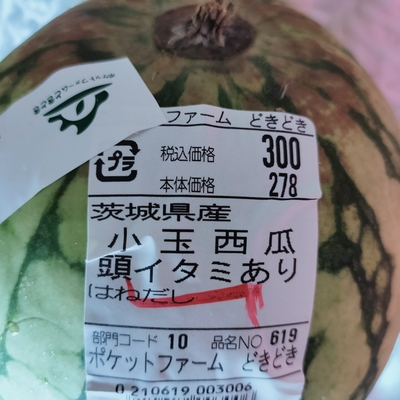 ファーム どきどき
プラ
税込価格 300
本体価格 278
茨城県産
小玉西瓜
頭イタミあり
はねだし
部門コード 10 品名NO 619
ポケットファーム どきどき
0 210619 003006